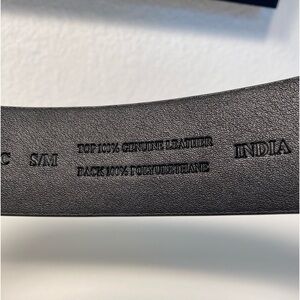 C S/M TOP 100% GENUINE LEATHER INDIA
BACK 100% POLYURETHANE